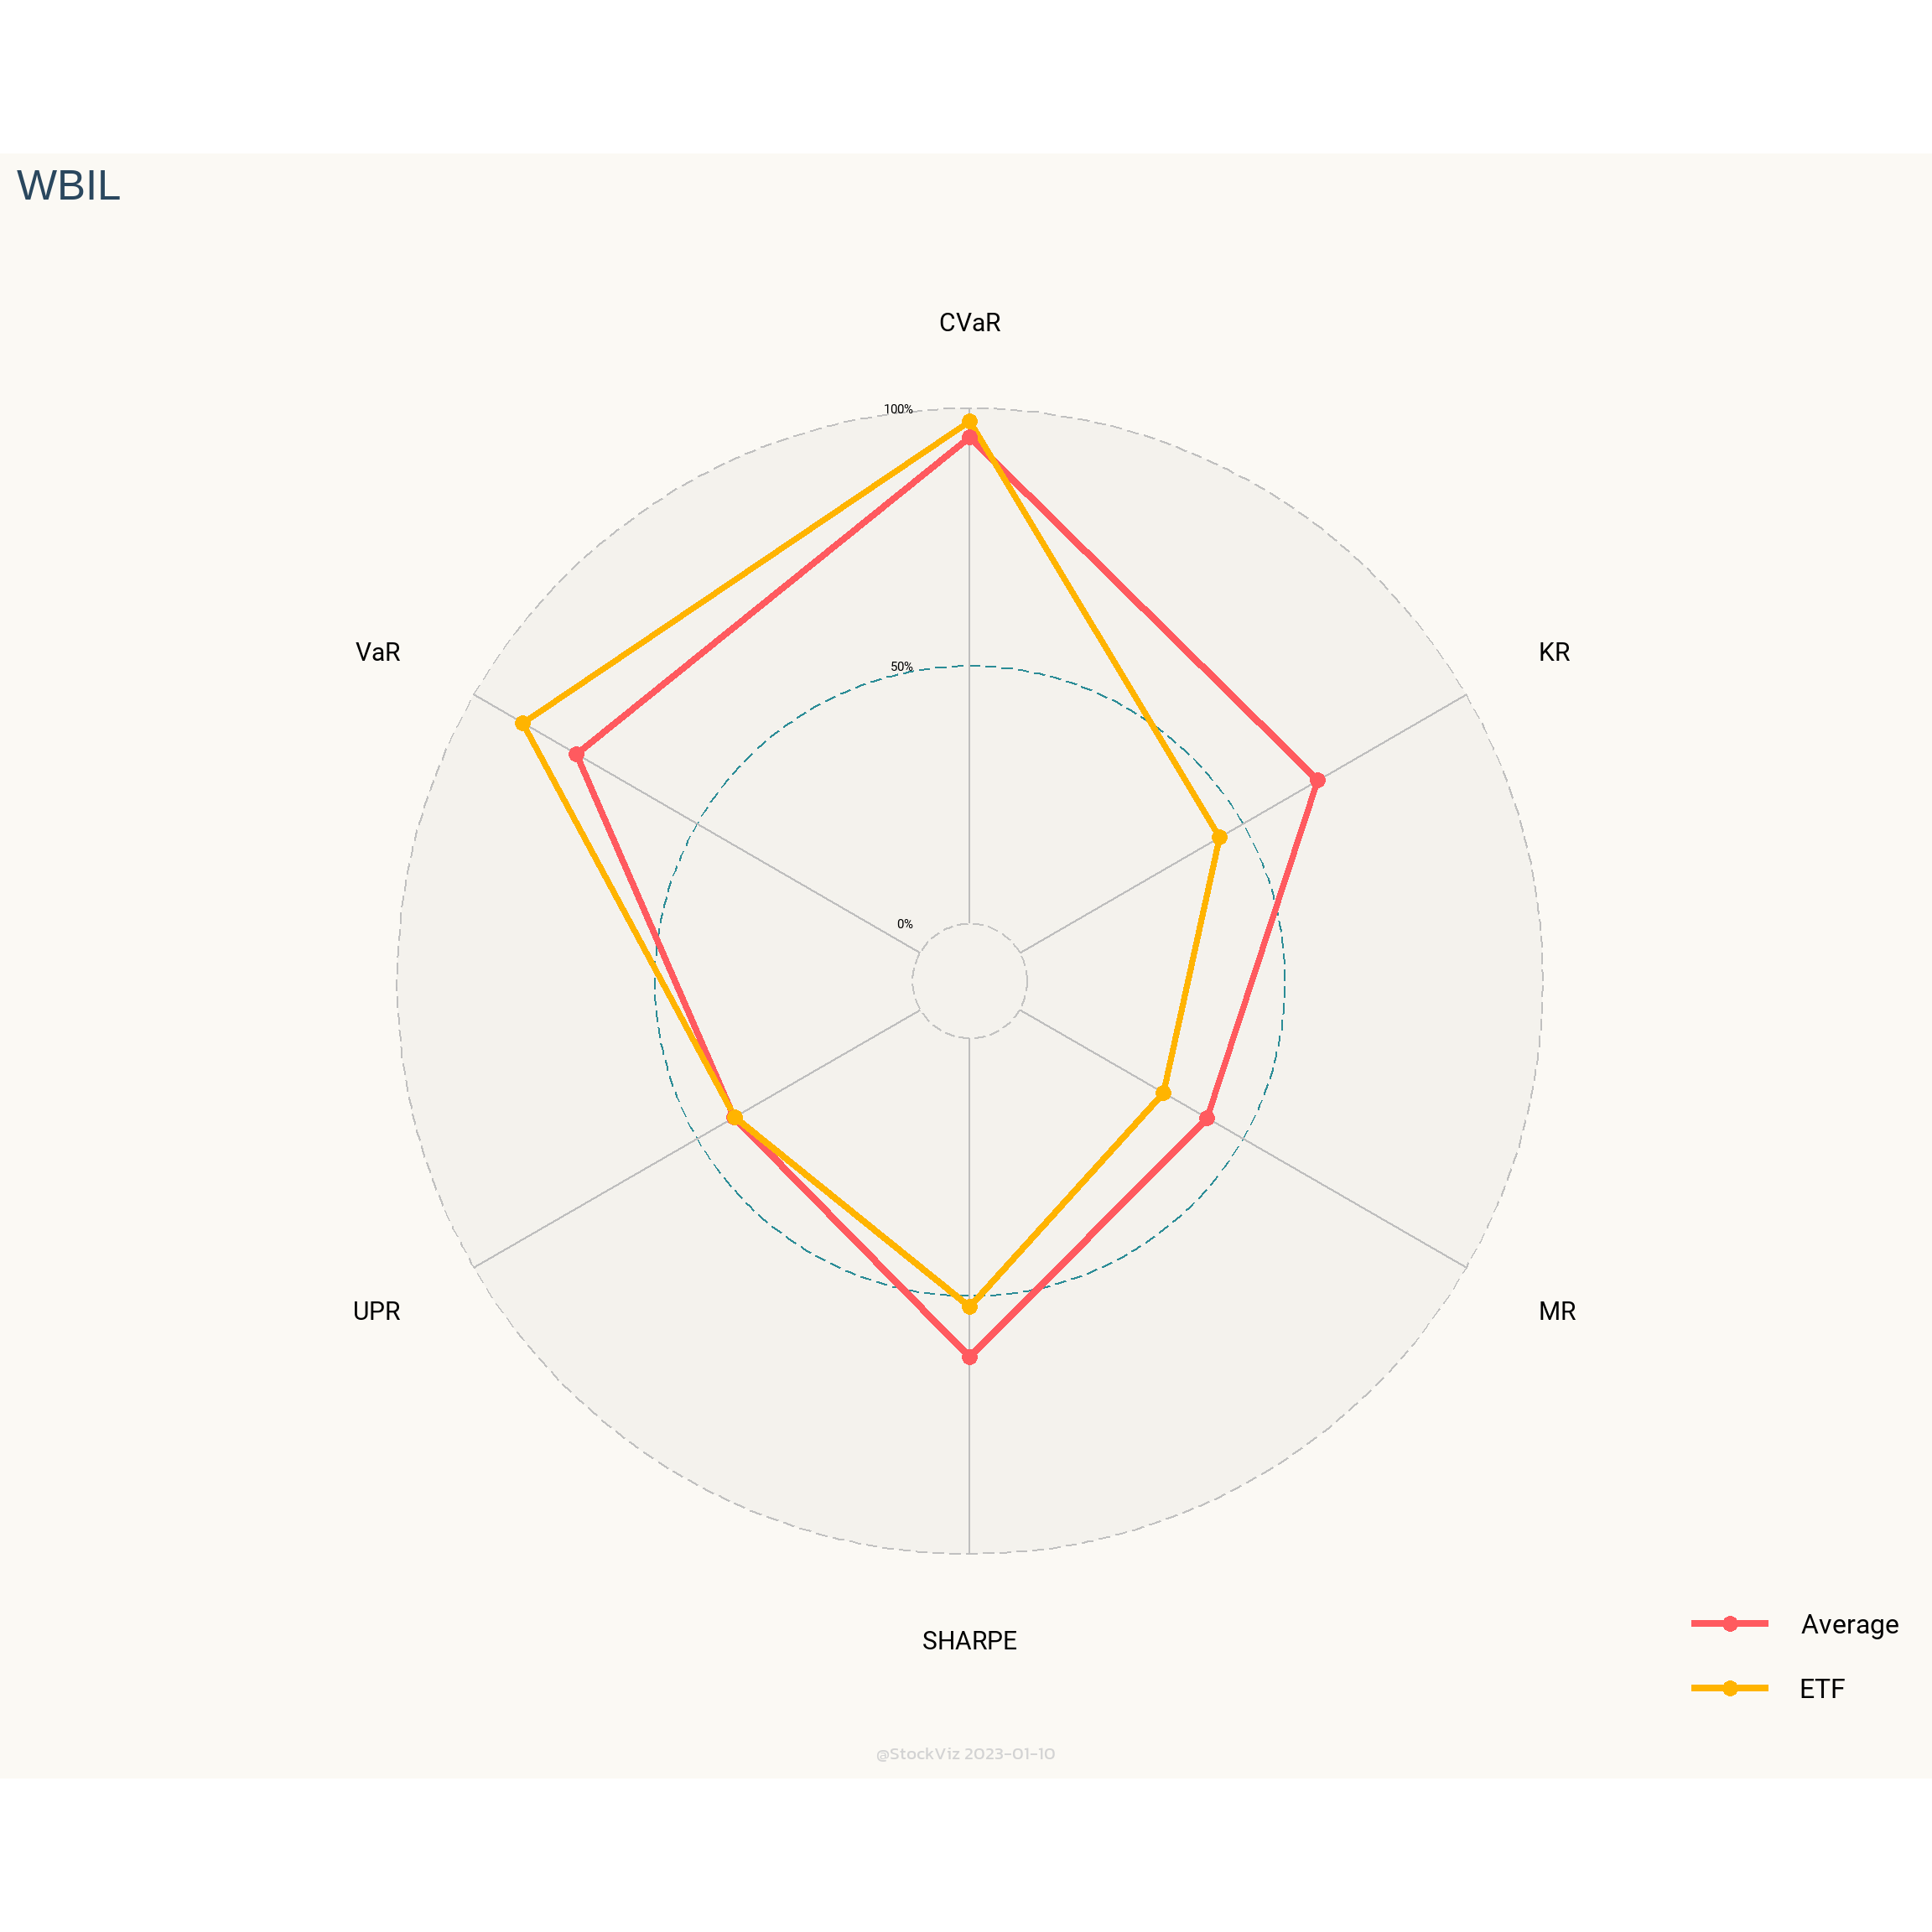 WBIL
CVaR
100%
KR
VaR
50%
0%
UPR
MR
SHARPE
Average
ETF
@StockViz 2023-01-10